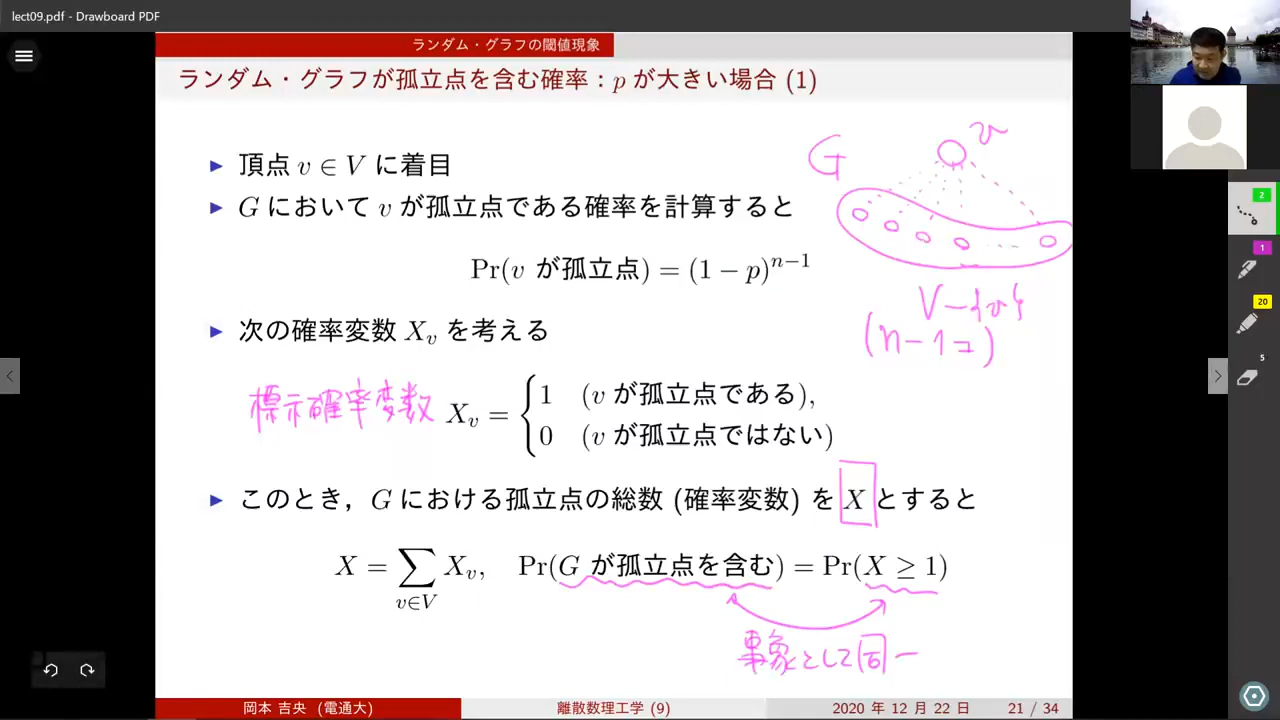 lect09.pdf - Drawboard PDF
ランダム・グラフの閾値現象
ランダム・グラフが孤立点を含む確率：p が大きい場合 (1)
▶ 頂点 v ∈ V に着目
▶ G において v が孤立点である確率を計算すると
Pr(v が孤立点) = (1 − p)^{n−1}
G
v
V − {v}
(n−1コ)
▶ 次の確率変数 X_v を考える
標示確率変数
X_v = { 1 (v が孤立点である),
0 (v が孤立点ではない)
▶ このとき，G における孤立点の総数 (確率変数) を X とすると
X = ∑_{v∈V} X_v, Pr(G が孤立点を含む) = Pr(X ≥ 1)
事象として同一
岡本 吉央 (電通大)
離散数理工学 (9)
2020 年 12 月 22 日
21 / 34
2
1
20
5